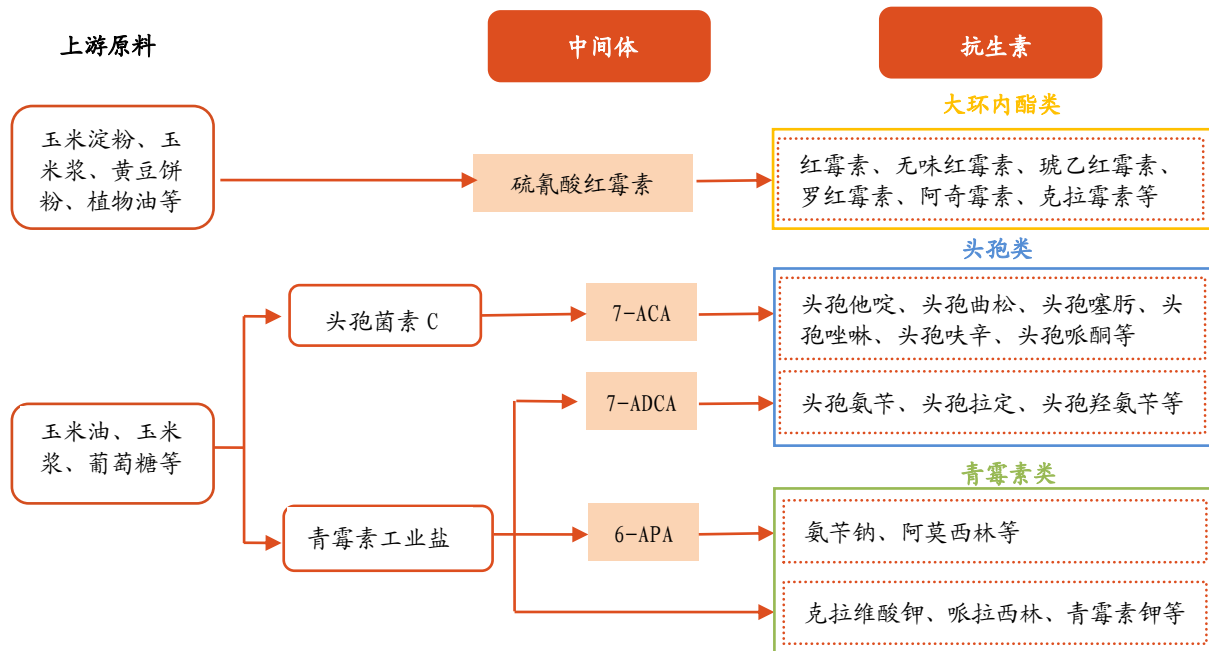 上游原料
中间体
抗生素
大环内酯类
玉米淀粉、玉
米浆、黄豆饼
粉、植物油等
硫氰酸红霉素
红霉素、无味红霉素、琥乙红霉素、
罗红霉素、阿奇霉素、克拉霉素等
头孢类
头孢菌素 C
7-ACA
头孢他啶、头孢曲松、头孢噻肟、头
孢唑啉、头孢呋辛、头孢哌酮等
7-ADCA
头孢氨苄、头孢拉定、头孢羟氨苄等
玉米油、玉米
浆、葡萄糖等
青霉素类
青霉素工业盐
6-APA
氨苄钠、阿莫西林等
克拉维酸钾、哌拉西林、青霉素钾等